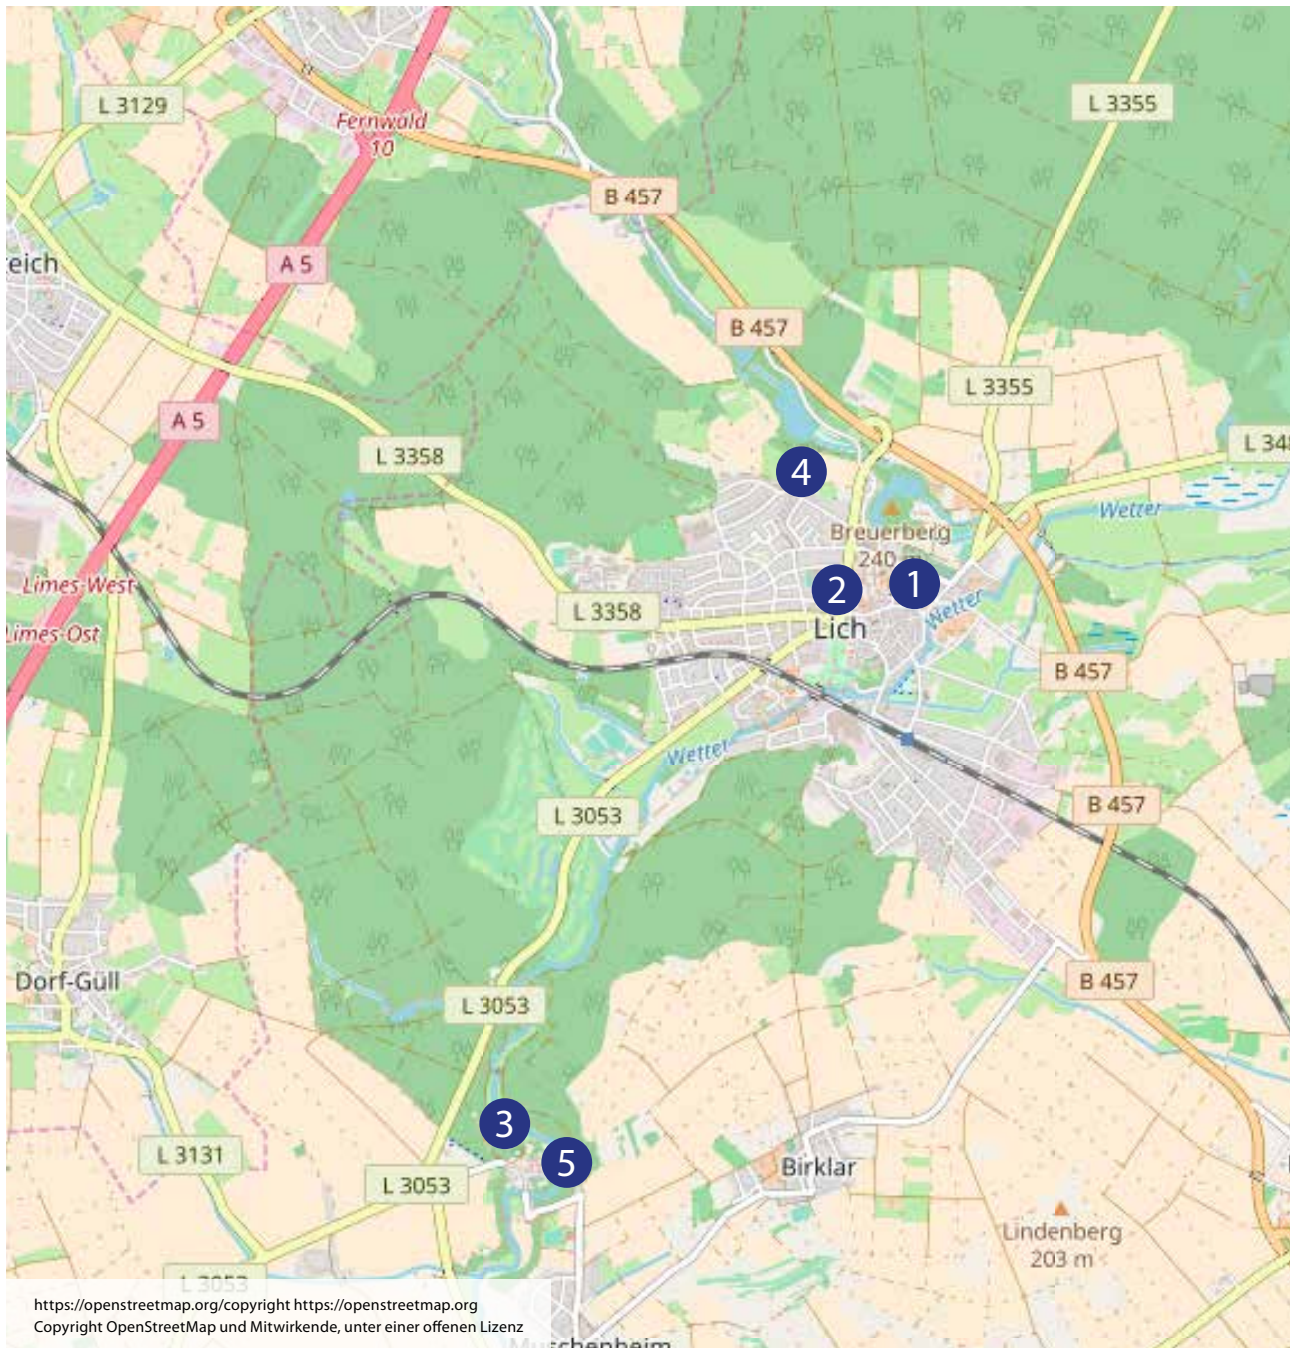 L 3129
Fernwald
10
L 3355
B 457
eich
A 5
B 457
L 3355
A 5
L 3358
L 34
4
Wetter
Breuerberg
240
Limes-West
2
1
L 3358
Wetter
Limes-Ost
Lich
B 457
Wetter
L 3053
B 457
Dorf-Güll
B 457
L 3053
3
L 3131
5
Birklar
L 3053
Lindenberg
203 m
L 3053
https://openstreetmap.org/copyright https://openstreetmap.org
Copyright OpenStreetMap und Mitwirkende, unter einer offenen Lizenz
Muschenheim